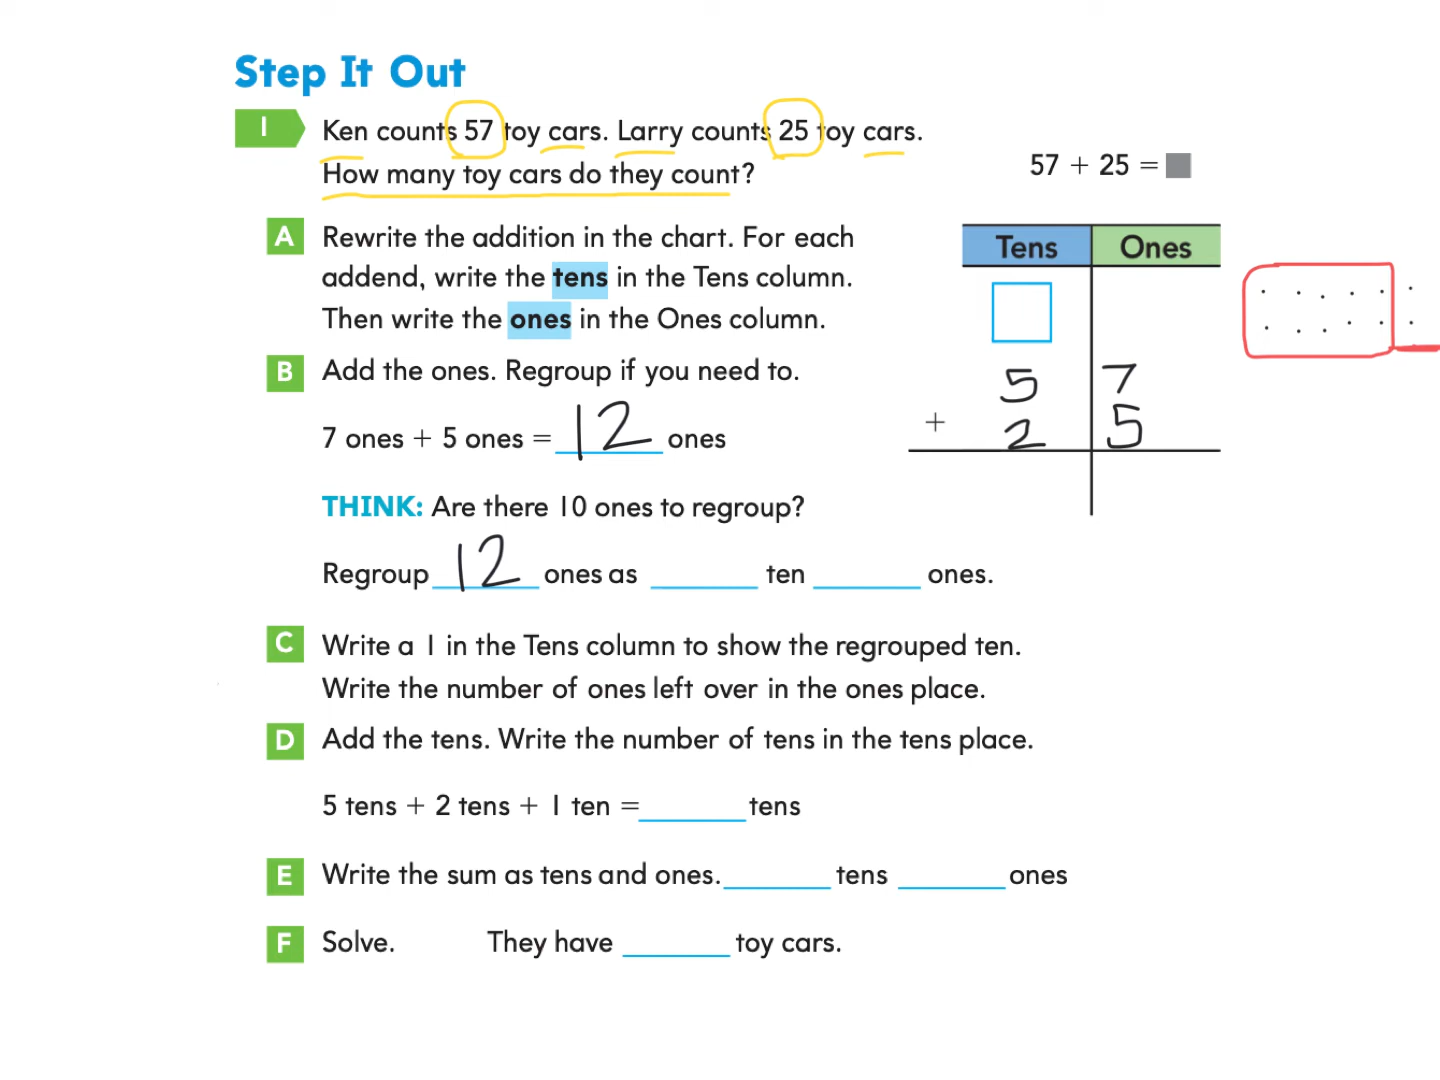 Step It Out
1 Ken counts 57 toy cars. Larry counts 25 toy cars.
How many toy cars do they count?
57 + 25 =
A Rewrite the addition in the chart. For each
addend, write the tens in the Tens column.
Then write the ones in the Ones column.
Tens Ones
5 7
+ 2 5
B Add the ones. Regroup if you need to.
7 ones + 5 ones = 12 ones
THINK: Are there 10 ones to regroup?
Regroup 12 ones as ten ones.
C Write a 1 in the Tens column to show the regrouped ten.
Write the number of ones left over in the ones place.
D Add the tens. Write the number of tens in the tens place.
5 tens + 2 tens + 1 ten = tens
E Write the sum as tens and ones. tens ones
F Solve. They have toy cars.